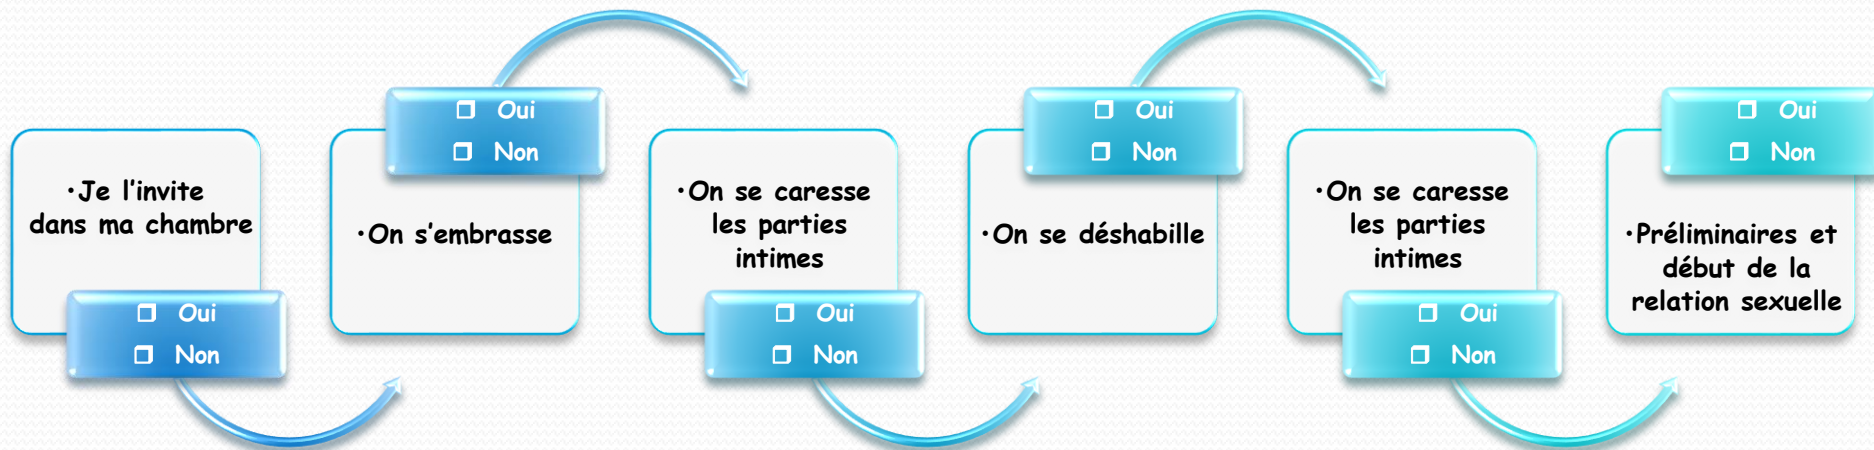 ·Je l'invite
dans ma chambre
❒ Oui
❒ Non
❒ Oui
❒ Non
·On s'embrasse
·On se caresse
les parties
intimes
❒ Oui
❒ Non
❒ Oui
❒ Non
·On se déshabille
·On se caresse
les parties
intimes
❒ Oui
❒ Non
❒ Oui
❒ Non
·Préliminaires et
début de la
relation sexuelle